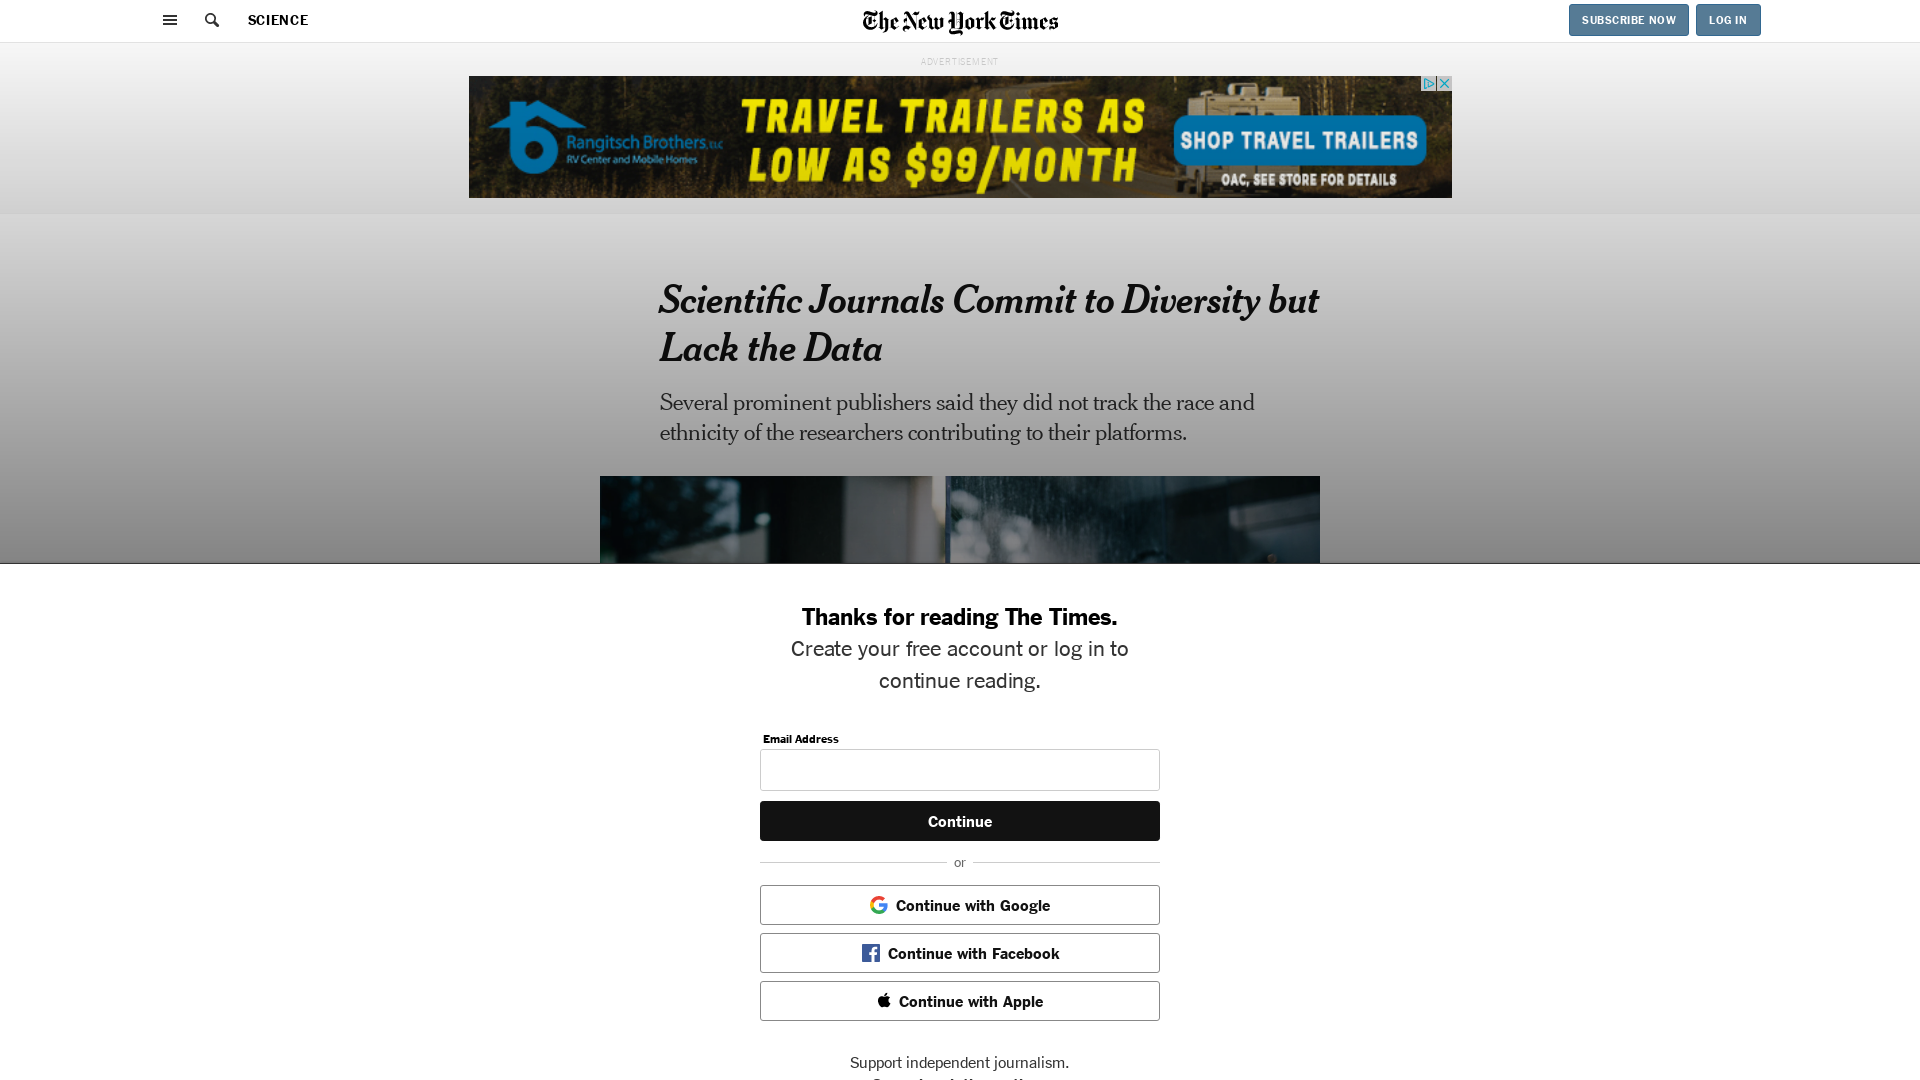 SCIENCE
The New York Times
SUBSCRIBE NOW
LOG IN
ADVERTISEMENT
Rangitsch Brothers, LLC
RV Center and Mobile Homes
TRAVEL TRAILERS AS
LOW AS $99/MONTH
SHOP TRAVEL TRAILERS
OAC, SEE STORE FOR DETAILS
Scientific Journals Commit to Diversity but
Lack the Data
Several prominent publishers said they did not track the race and
ethnicity of the researchers contributing to their platforms.
Thanks for reading The Times.
Create your free account or log in to
continue reading.
Email Address
Continue
or
Continue with Google
Continue with Facebook
Continue with Apple
Support independent journalism.